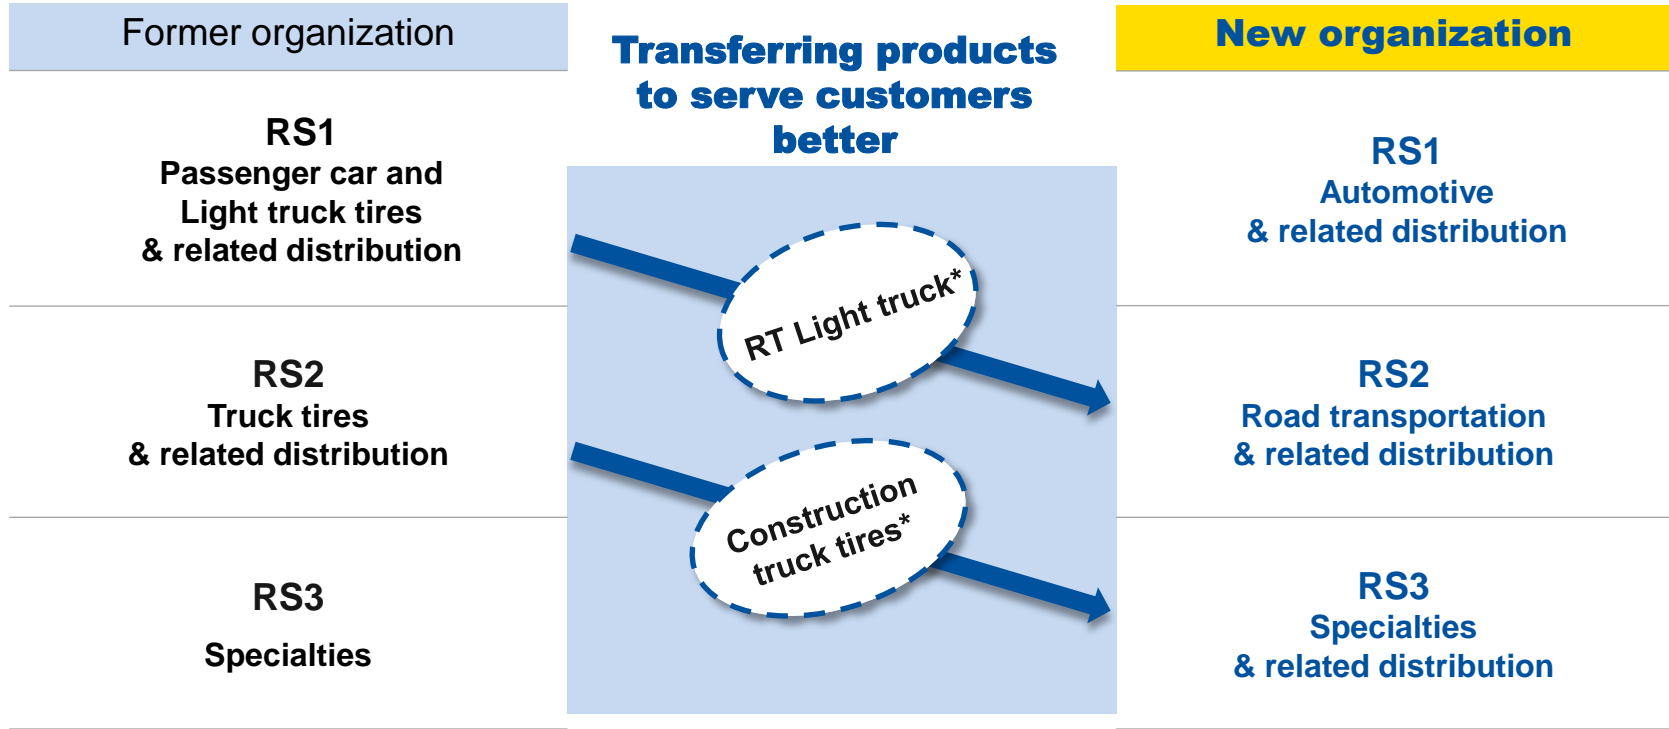 Former organization
RS1
Passenger car and
Light truck tires
& related distribution
RS2
Truck tires
& related distribution
RS3
Specialties
Transferring products
to serve customers
better
RT Light truck*
Construction
truck tires*
New organization
RS1
Automotive
& related distribution
RS2
Road transportation
& related distribution
RS3
Specialties
& related distribution